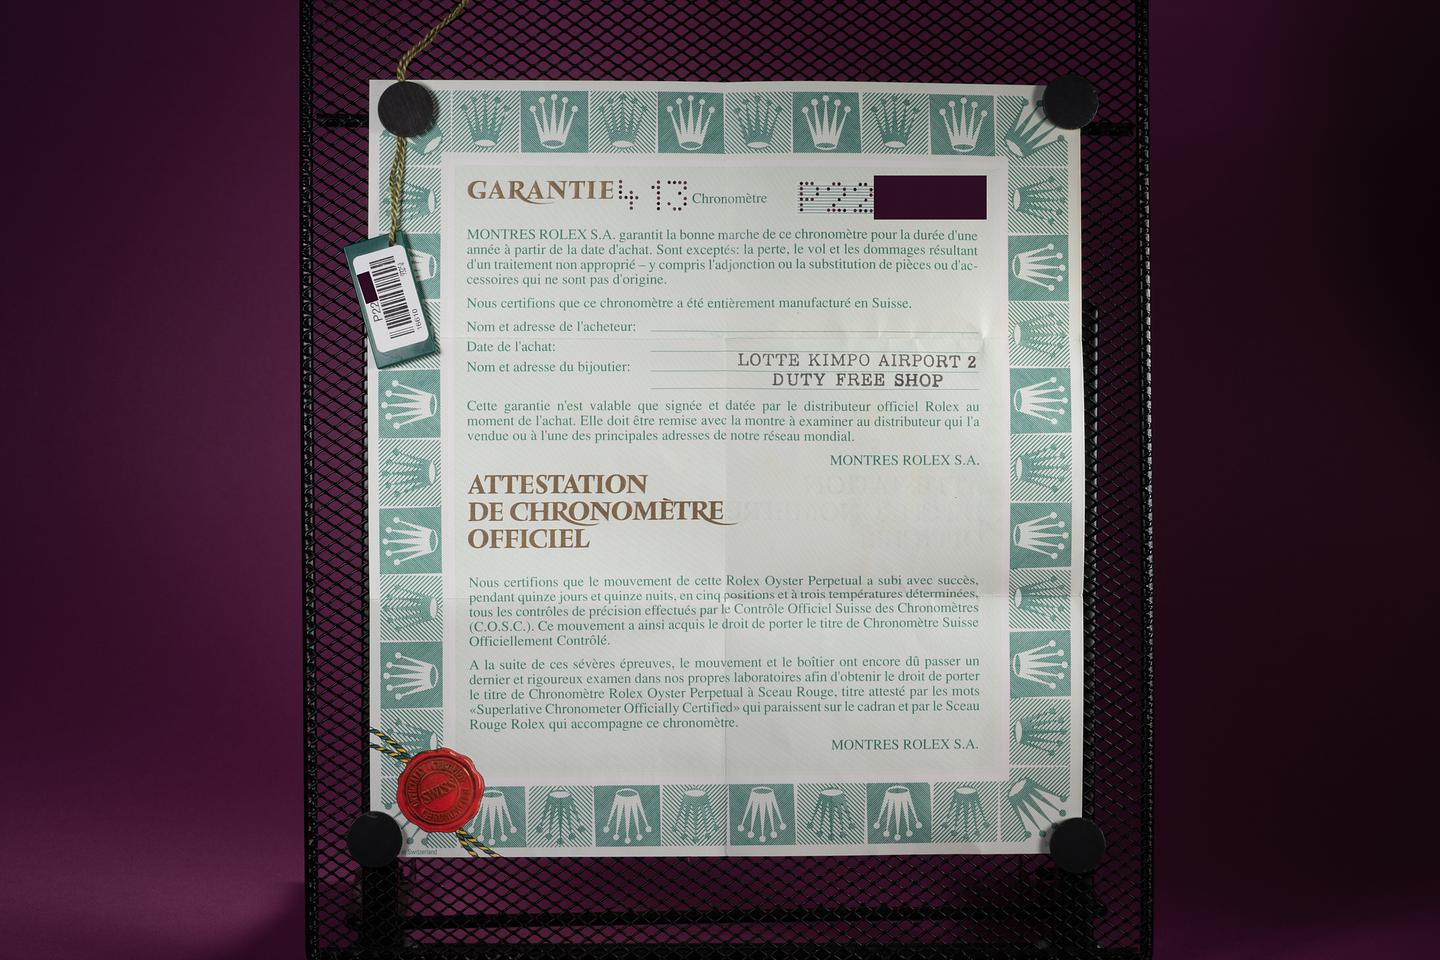 GARANTIE 413 Chronomètre P22
MONTRES ROLEX S.A. garantit la bonne marche de ce chronomètre pour la durée d'une
année à partir de la date d'achat. Sont exceptés: la perte, le vol et les dommages résultant
d'un traitement non approprié – y compris l'adjonction ou la substitution de pièces ou d'ac-
cessoires qui ne sont pas d'origine.
Nous certifions que ce chronomètre a été entièrement manufacturé en Suisse.
Nom et adresse de l'acheteur:
Date de l'achat:
Nom et adresse du bijoutier:
LOTTE KIMPO AIRPORT 2
DUTY FREE SHOP
Cette garantie n'est valable que signée et datée par le distributeur officiel Rolex au
moment de l'achat. Elle doit être remise avec la montre à examiner au distributeur qui l'a
vendue ou à l'une des principales adresses de notre réseau mondial.
MONTRES ROLEX S.A.
ATTESTATION
DE CHRONOMÈTRE
OFFICIEL
Nous certifions que le mouvement de cette Rolex Oyster Perpetual a subi avec succès,
pendant quinze jours et quinze nuits, en cinq positions et à trois températures déterminées,
tous les contrôles de précision effectués par le Contrôle Officiel Suisse des Chronomètres
(C.O.S.C.). Ce mouvement a ainsi acquis le droit de porter le titre de Chronomètre Suisse
Officiellement Contrôlé.
A la suite de ces sévères épreuves, le mouvement et le boîtier ont encore dû passer un
dernier et rigoureux examen dans nos propres laboratoires afin d'obtenir le droit de porter
le titre de Chronomètre Rolex Oyster Perpetual à Sceau Rouge, titre attesté par les mots
«Superlative Chronometer Officially Certified» qui paraissent sur le cadran et par le Sceau
Rouge Rolex qui accompagne ce chronomètre.
MONTRES ROLEX S.A.
P22
16610
SWISS
Switzerland